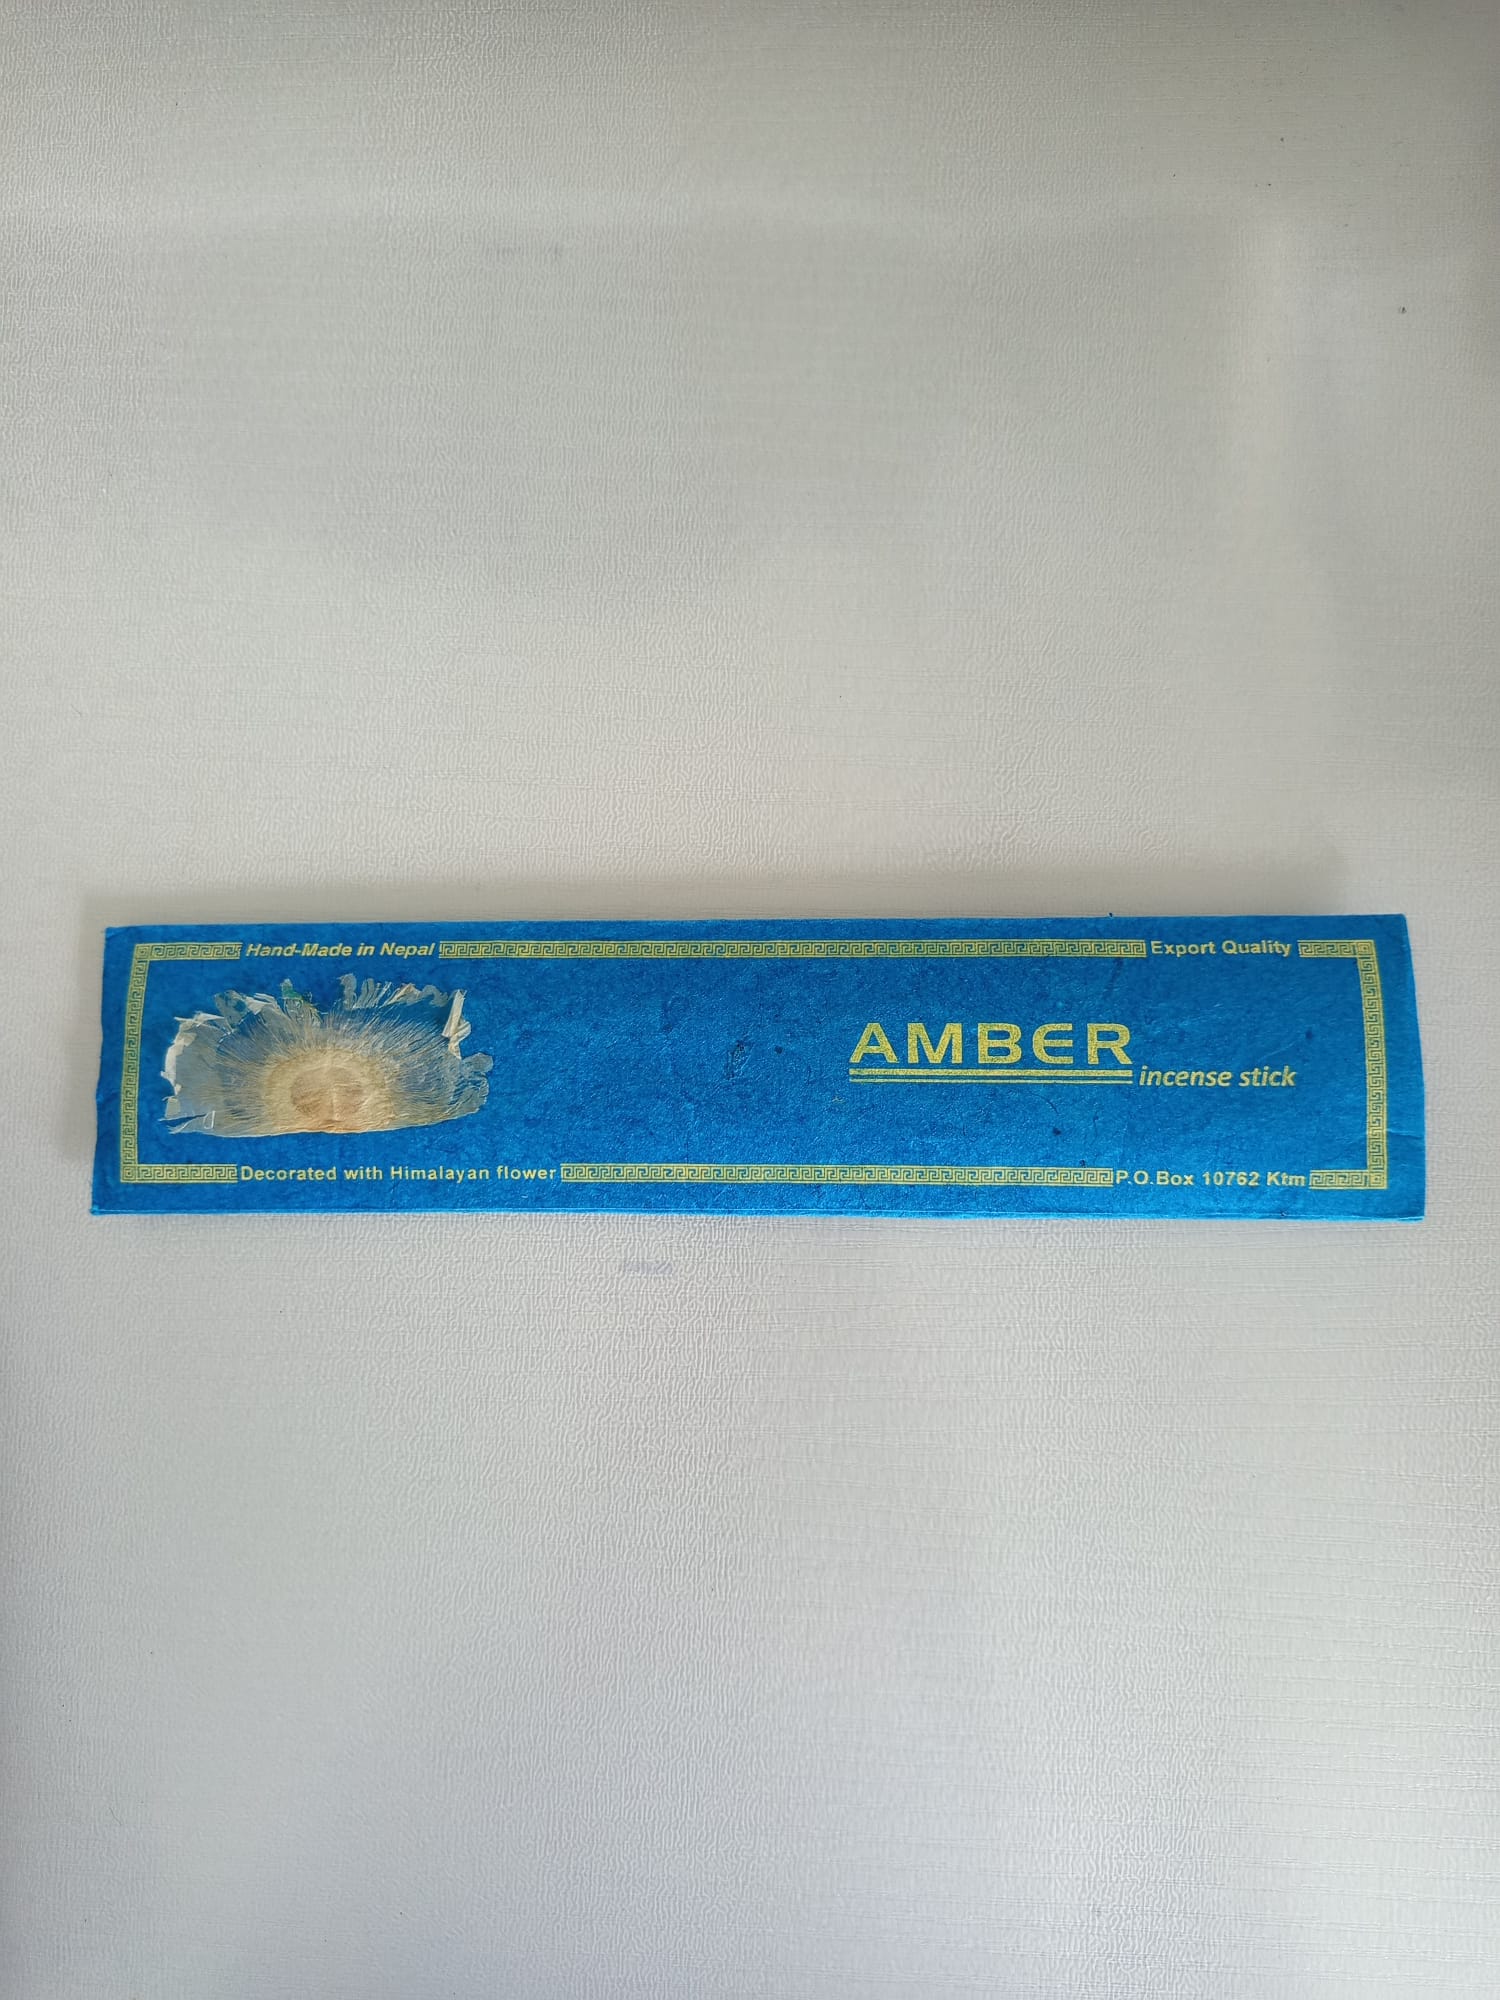 Hand-Made in Nepal
Export Quality
AMBER
incense stick
Decorated with Himalayan flower
P.O.Box 10762 Ktm